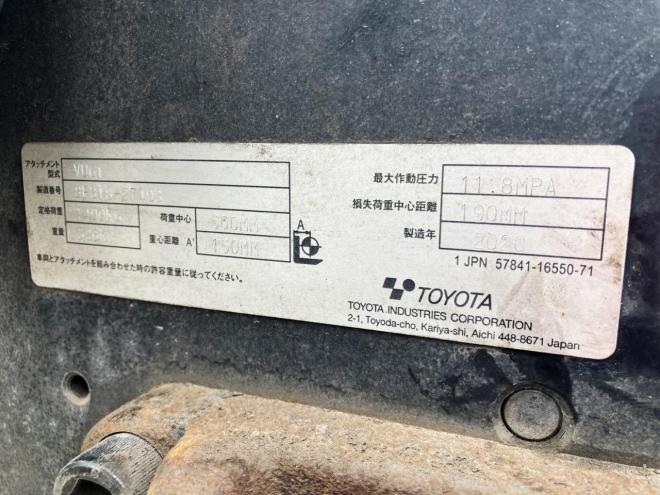 アタッチメント
型式
製造番号
定格荷重 荷重中心 500MM
重量 重心距離 A' 150MM
A
車両とアタッチメントを組み合わせた時の許容重量に従ってください。
最大作動圧力 11.8MPA
損失荷重中心距離 190MM
製造年 2020
1 JPN 57841-16550-71
TOYOTA
TOYOTA INDUSTRIES CORPORATION
2-1, Toyoda-cho, Kariya-shi, Aichi 448-8671 Japan